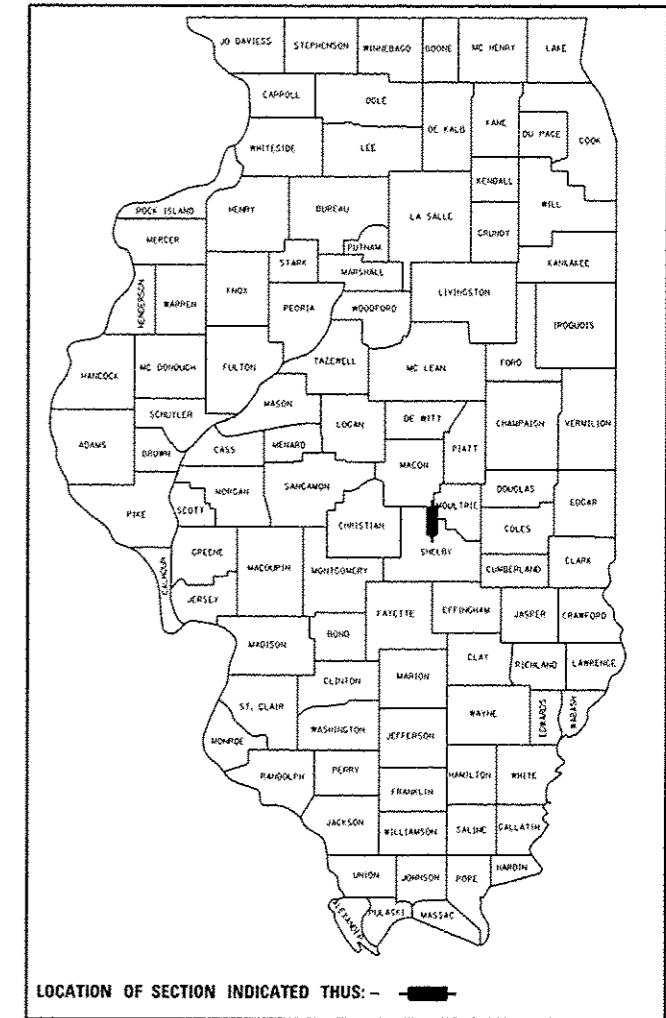 JO DAVIESS STEPHENSON WINNEBAGO BOONE MC HENRY LAKE
CARROLL OGLE DE KALB KANE DU PAGE COOK
WHITESIDE LEE KENDALL WILL
ROCK ISLAND HENRY BUREAU LA SALLE GRUNDY
MERCER PUTNAM KANKAKEE
STARK MARSHALL LIVINGSTON
HENDERSON WARREN KNOX PEORIA WOODFORD IROQUOIS
HANCOCK MC DONOUGH FULTON TAZEWELL MC LEAN FORD
SCHUYLER MASON LOGAN DE WITT CHAMPAIGN VERMILION
ADAMS BROWN CASS MENARD MACON PIATT
PIKE SCOTT MORGAN SANGAMON CHRISTIAN MOULTRIE DOUGLAS EDGAR
COLES
CALHOUN GREENE MACOUPIN MONTGOMERY SHELBY CUMBERLAND CLARK
JERSEY FAYETTE EFFINGHAM JASPER CRAWFORD
MADISON BOND CLAY RICHLAND LAWRENCE
CLINTON MARION
ST. CLAIR WASHINGTON JEFFERSON WAYNE EDWARDS WABASH
MONROE
RANDOLPH PERRY FRANKLIN HAMILTON WHITE
JACKSON WILLIAMSON SALINE GALLATIN
UNION JOHNSON POPE HARDIN
ALEXANDER PULASKI MASSAC
LOCATION OF SECTION INDICATED THUS: -